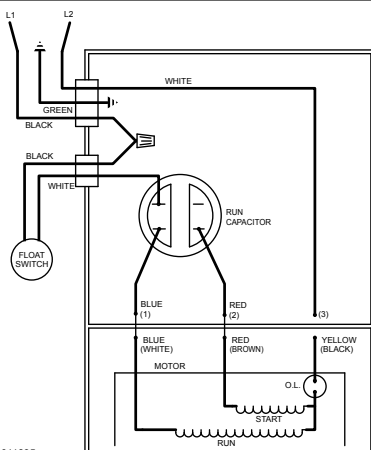 L1
L2
WHITE
GREEN
BLACK
BLACK
WHITE
FLOAT
SWITCH
RUN
CAPACITOR
BLUE
(1)
RED
(2)
(3)
BLUE
(WHITE)
RED
(BROWN)
YELLOW
(BLACK)
MOTOR
O.L.
START
RUN